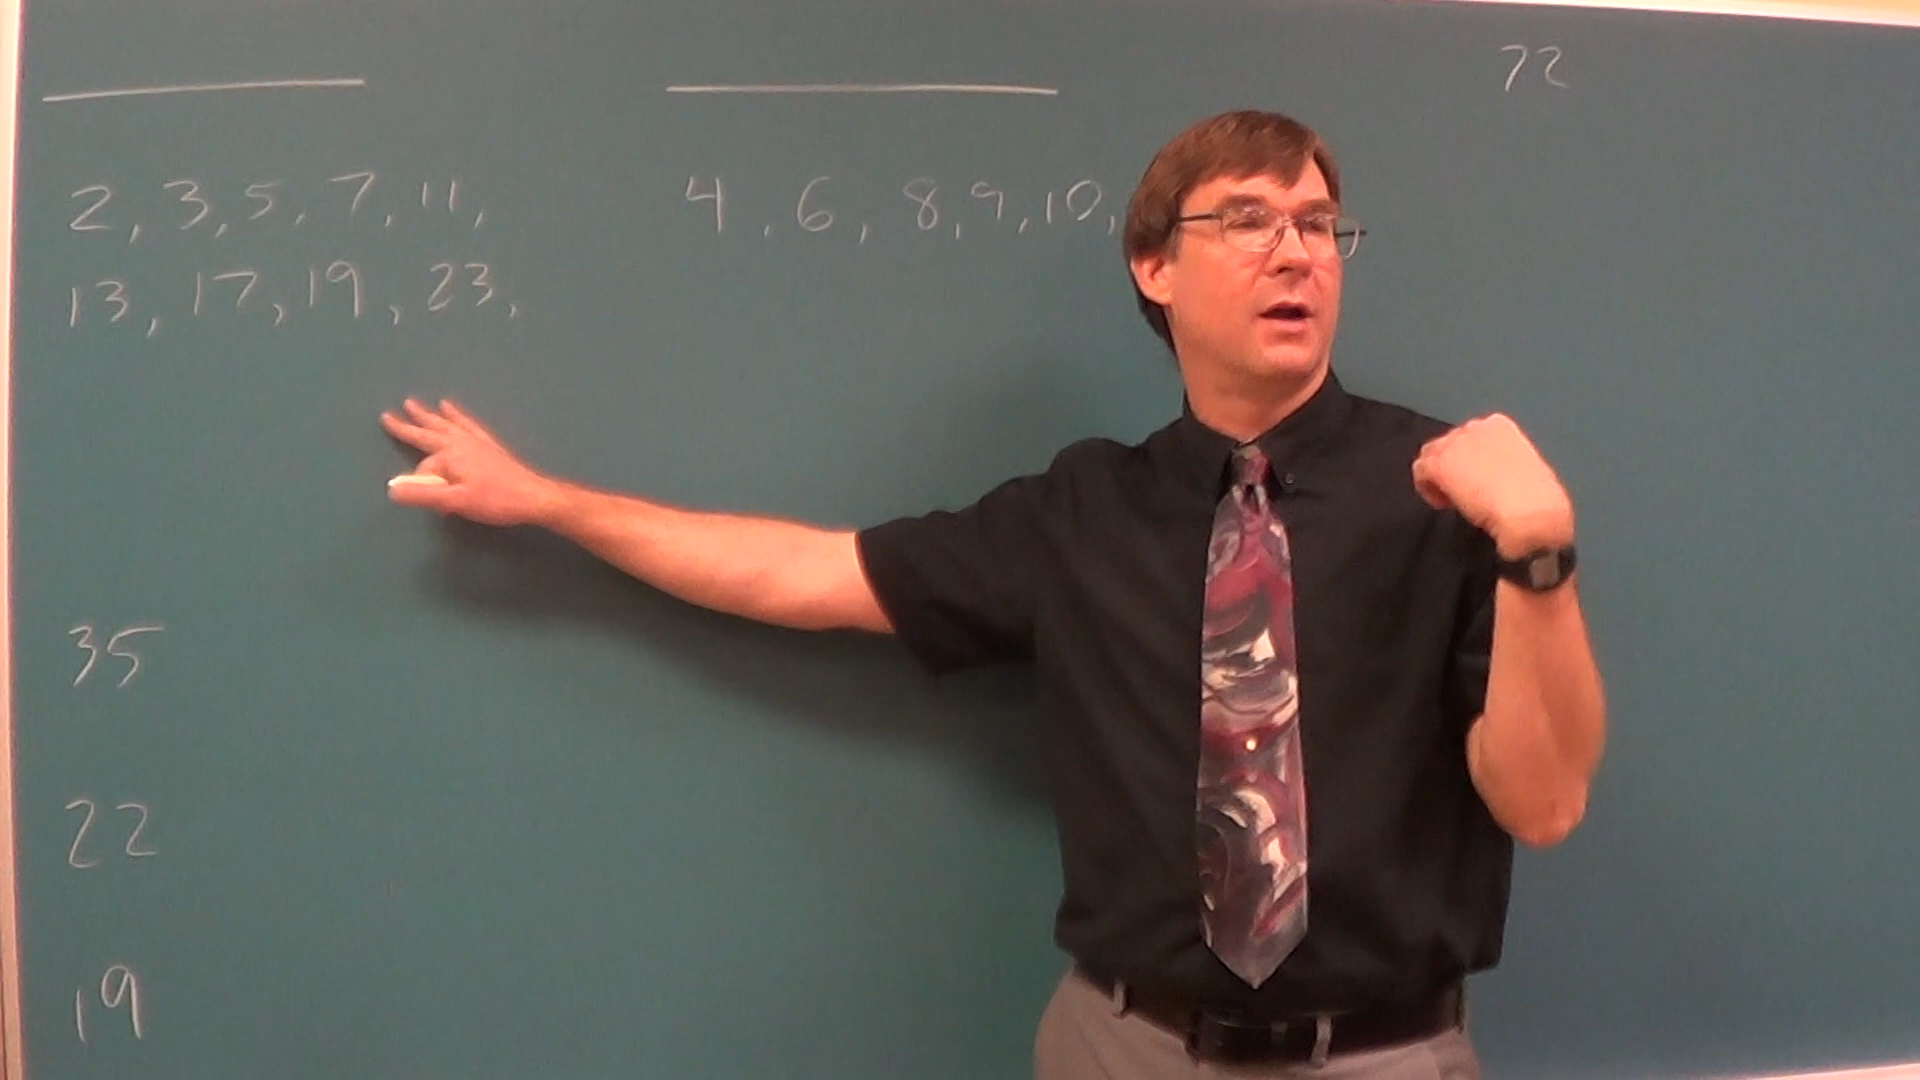 72
2, 3, 5, 7, 11,
13, 17, 19, 23,
4, 6, 8, 9, 10,
35
22
19